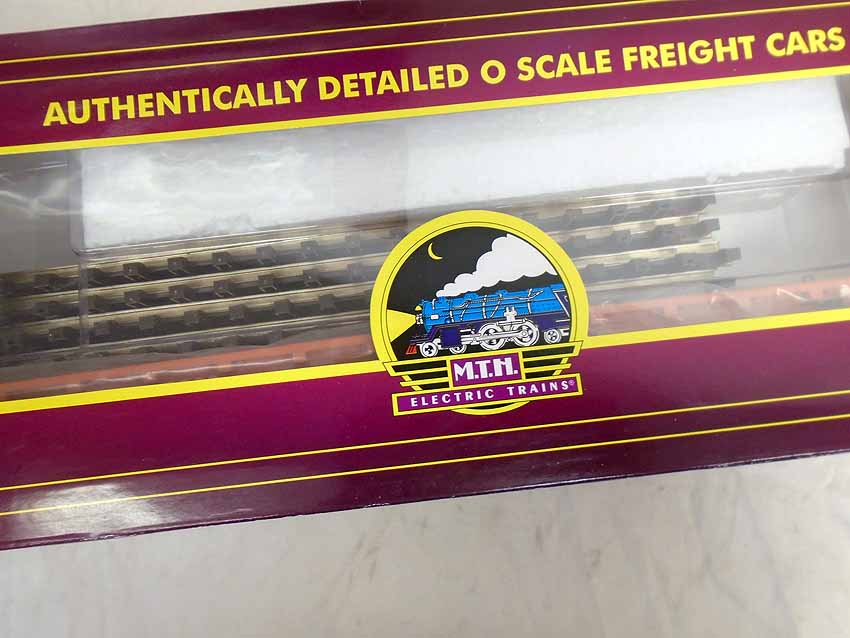 AUTHENTICALLY DETAILED O SCALE FREIGHT CARS
M.T.H.
ELECTRIC TRAINS®